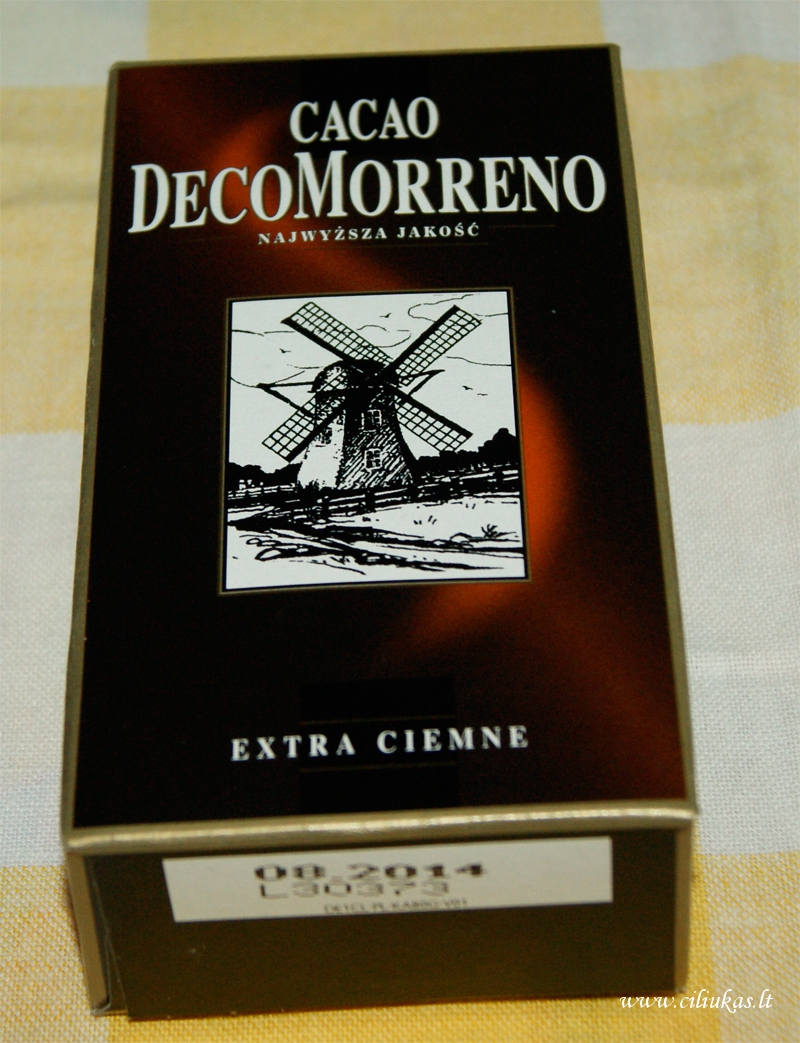 CACAO
DECOMORRENO
NAJWYŻSZA JAKOŚĆ
EXTRA CIEMNE
08.2014
L30373
www.ciliukas.lt